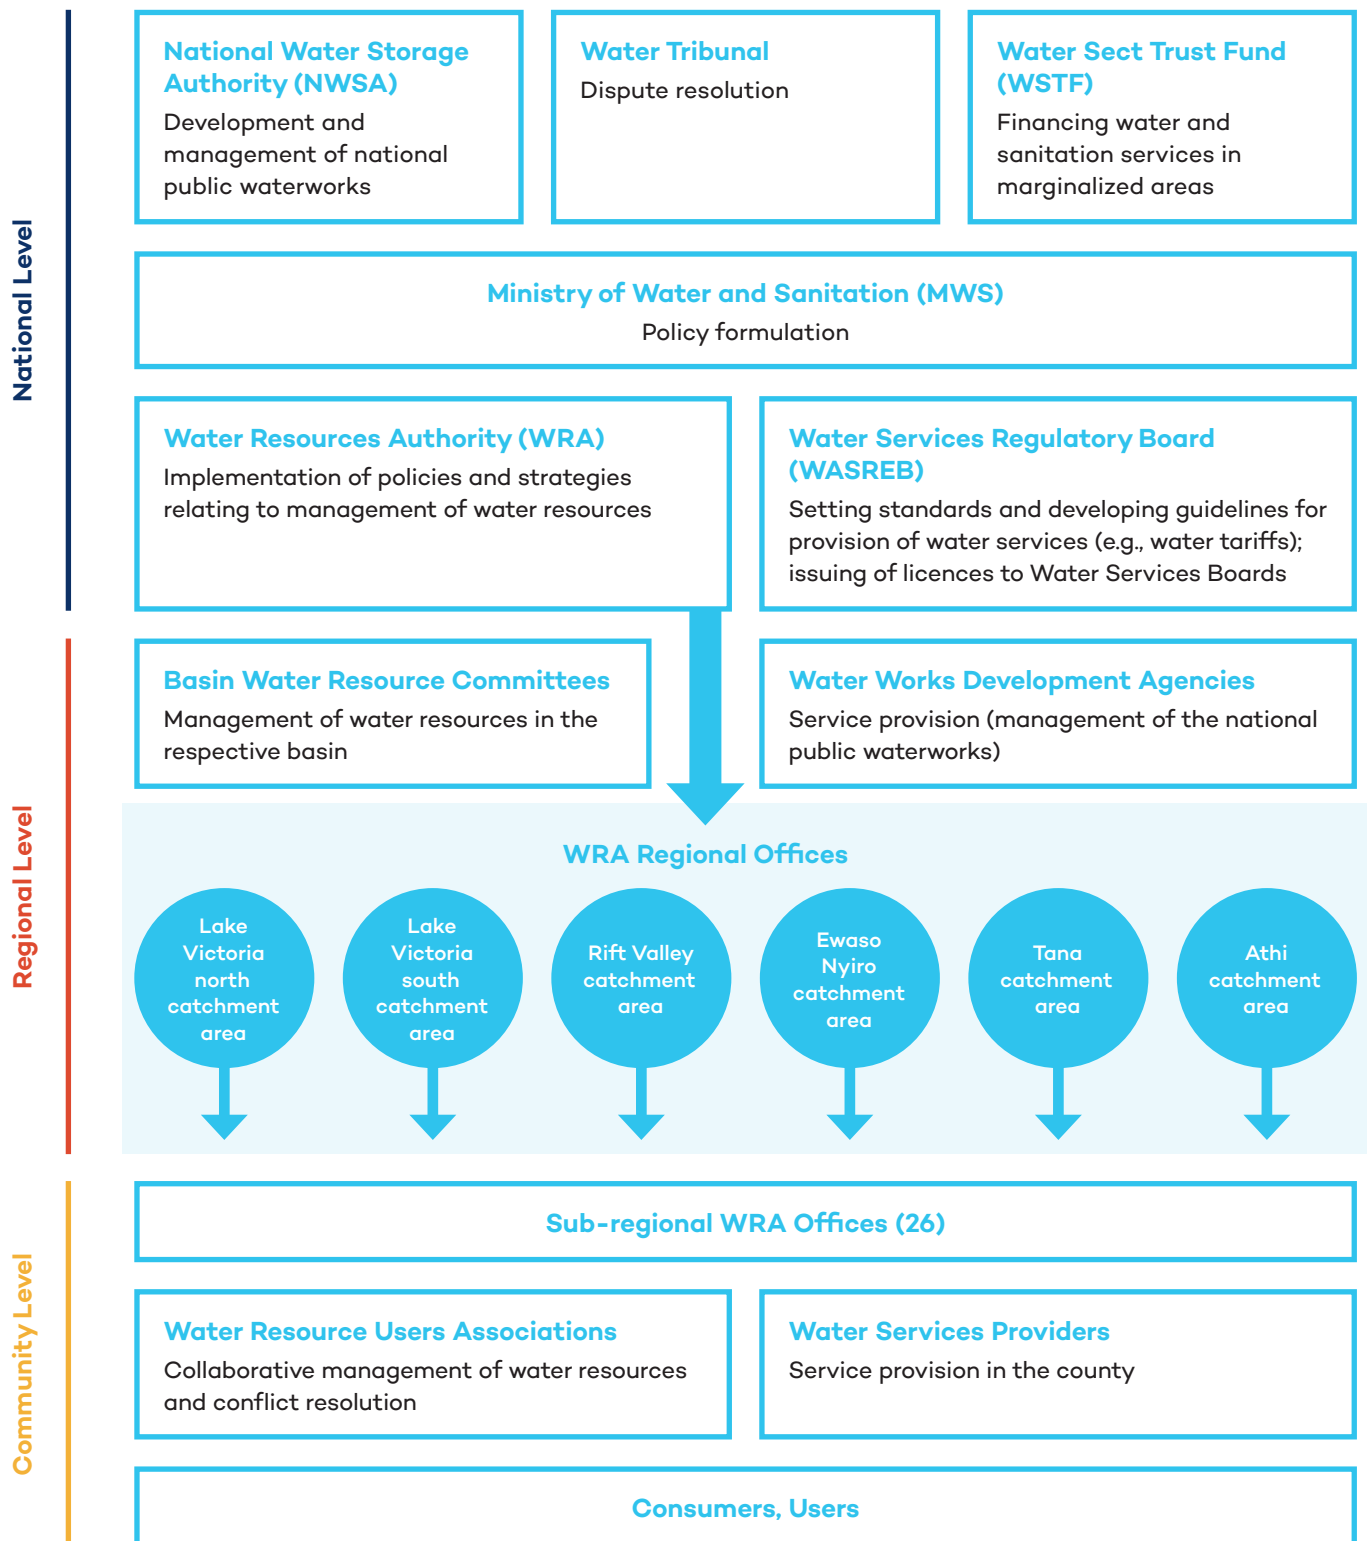 National Level
National Water Storage
Authority (NWSA)
Development and
management of national
public waterworks
Water Tribunal
Dispute resolution
Water Sect Trust Fund
(WSTF)
Financing water and
sanitation services in
marginalized areas
Ministry of Water and Sanitation (MWS)
Policy formulation
Water Resources Authority (WRA)
Implementation of policies and strategies
relating to management of water resources
Water Services Regulatory Board
(WASREB)
Setting standards and developing guidelines for
provision of water services (e.g., water tariffs);
issuing of licences to Water Services Boards
Regional Level
Basin Water Resource Committees
Management of water resources in the
respective basin
Water Works Development Agencies
Service provision (management of the national
public waterworks)
WRA Regional Offices
Lake
Victoria
north
catchment
area
Lake
Victoria
south
catchment
area
Rift Valley
catchment
area
Ewaso
Nyiro
catchment
area
Tana
catchment
area
Athi
catchment
area
Community Level
Sub-regional WRA Offices (26)
Water Resource Users Associations
Collaborative management of water resources
and conflict resolution
Water Services Providers
Service provision in the county
Consumers, Users